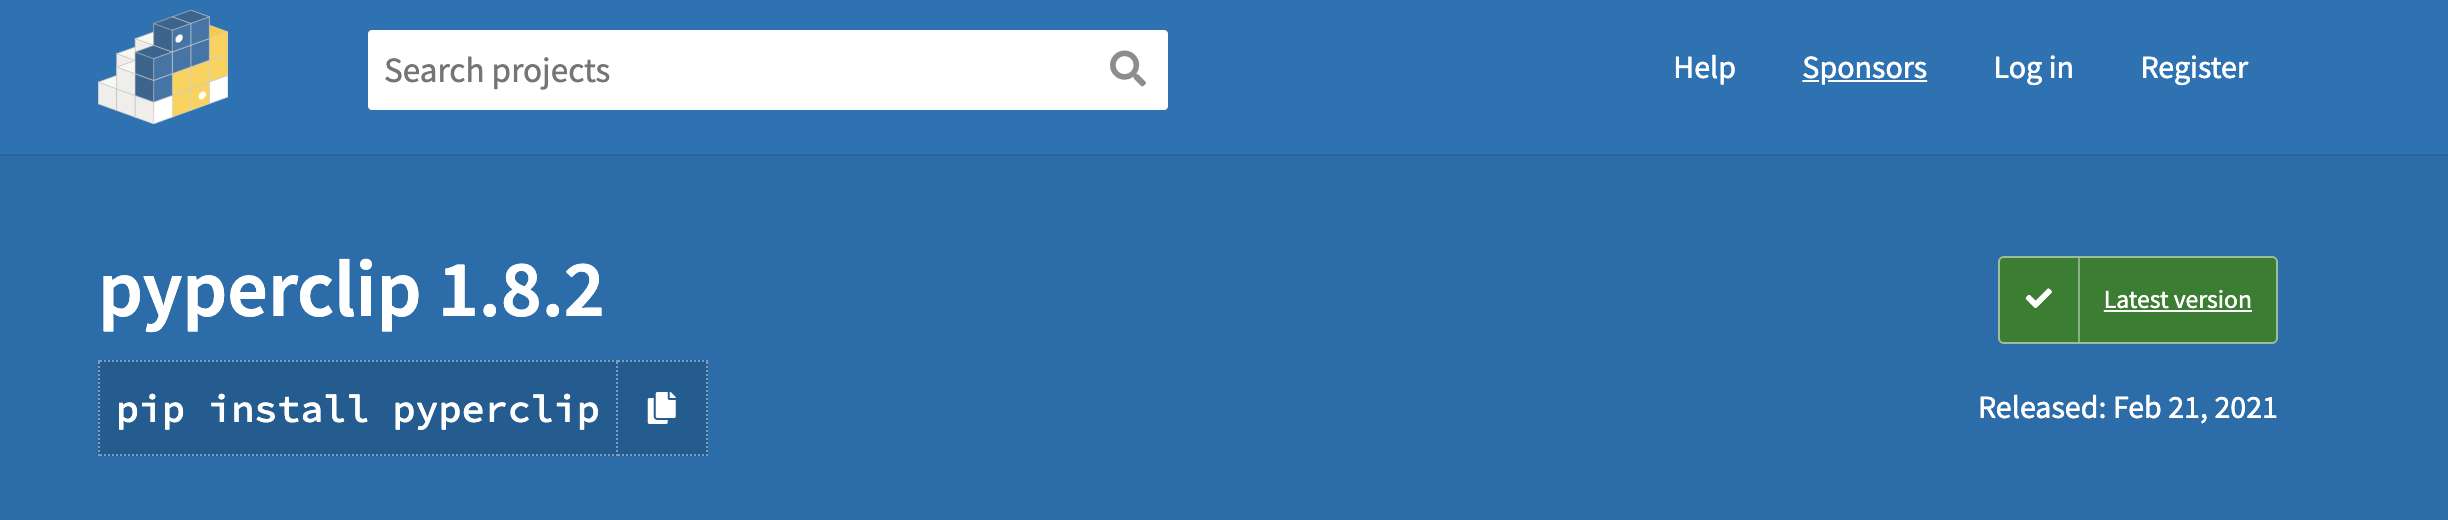 Search projects
Help Sponsors Log in Register
pyperclip 1.8.2
Latest version
pip install pyperclip
Released: Feb 21, 2021